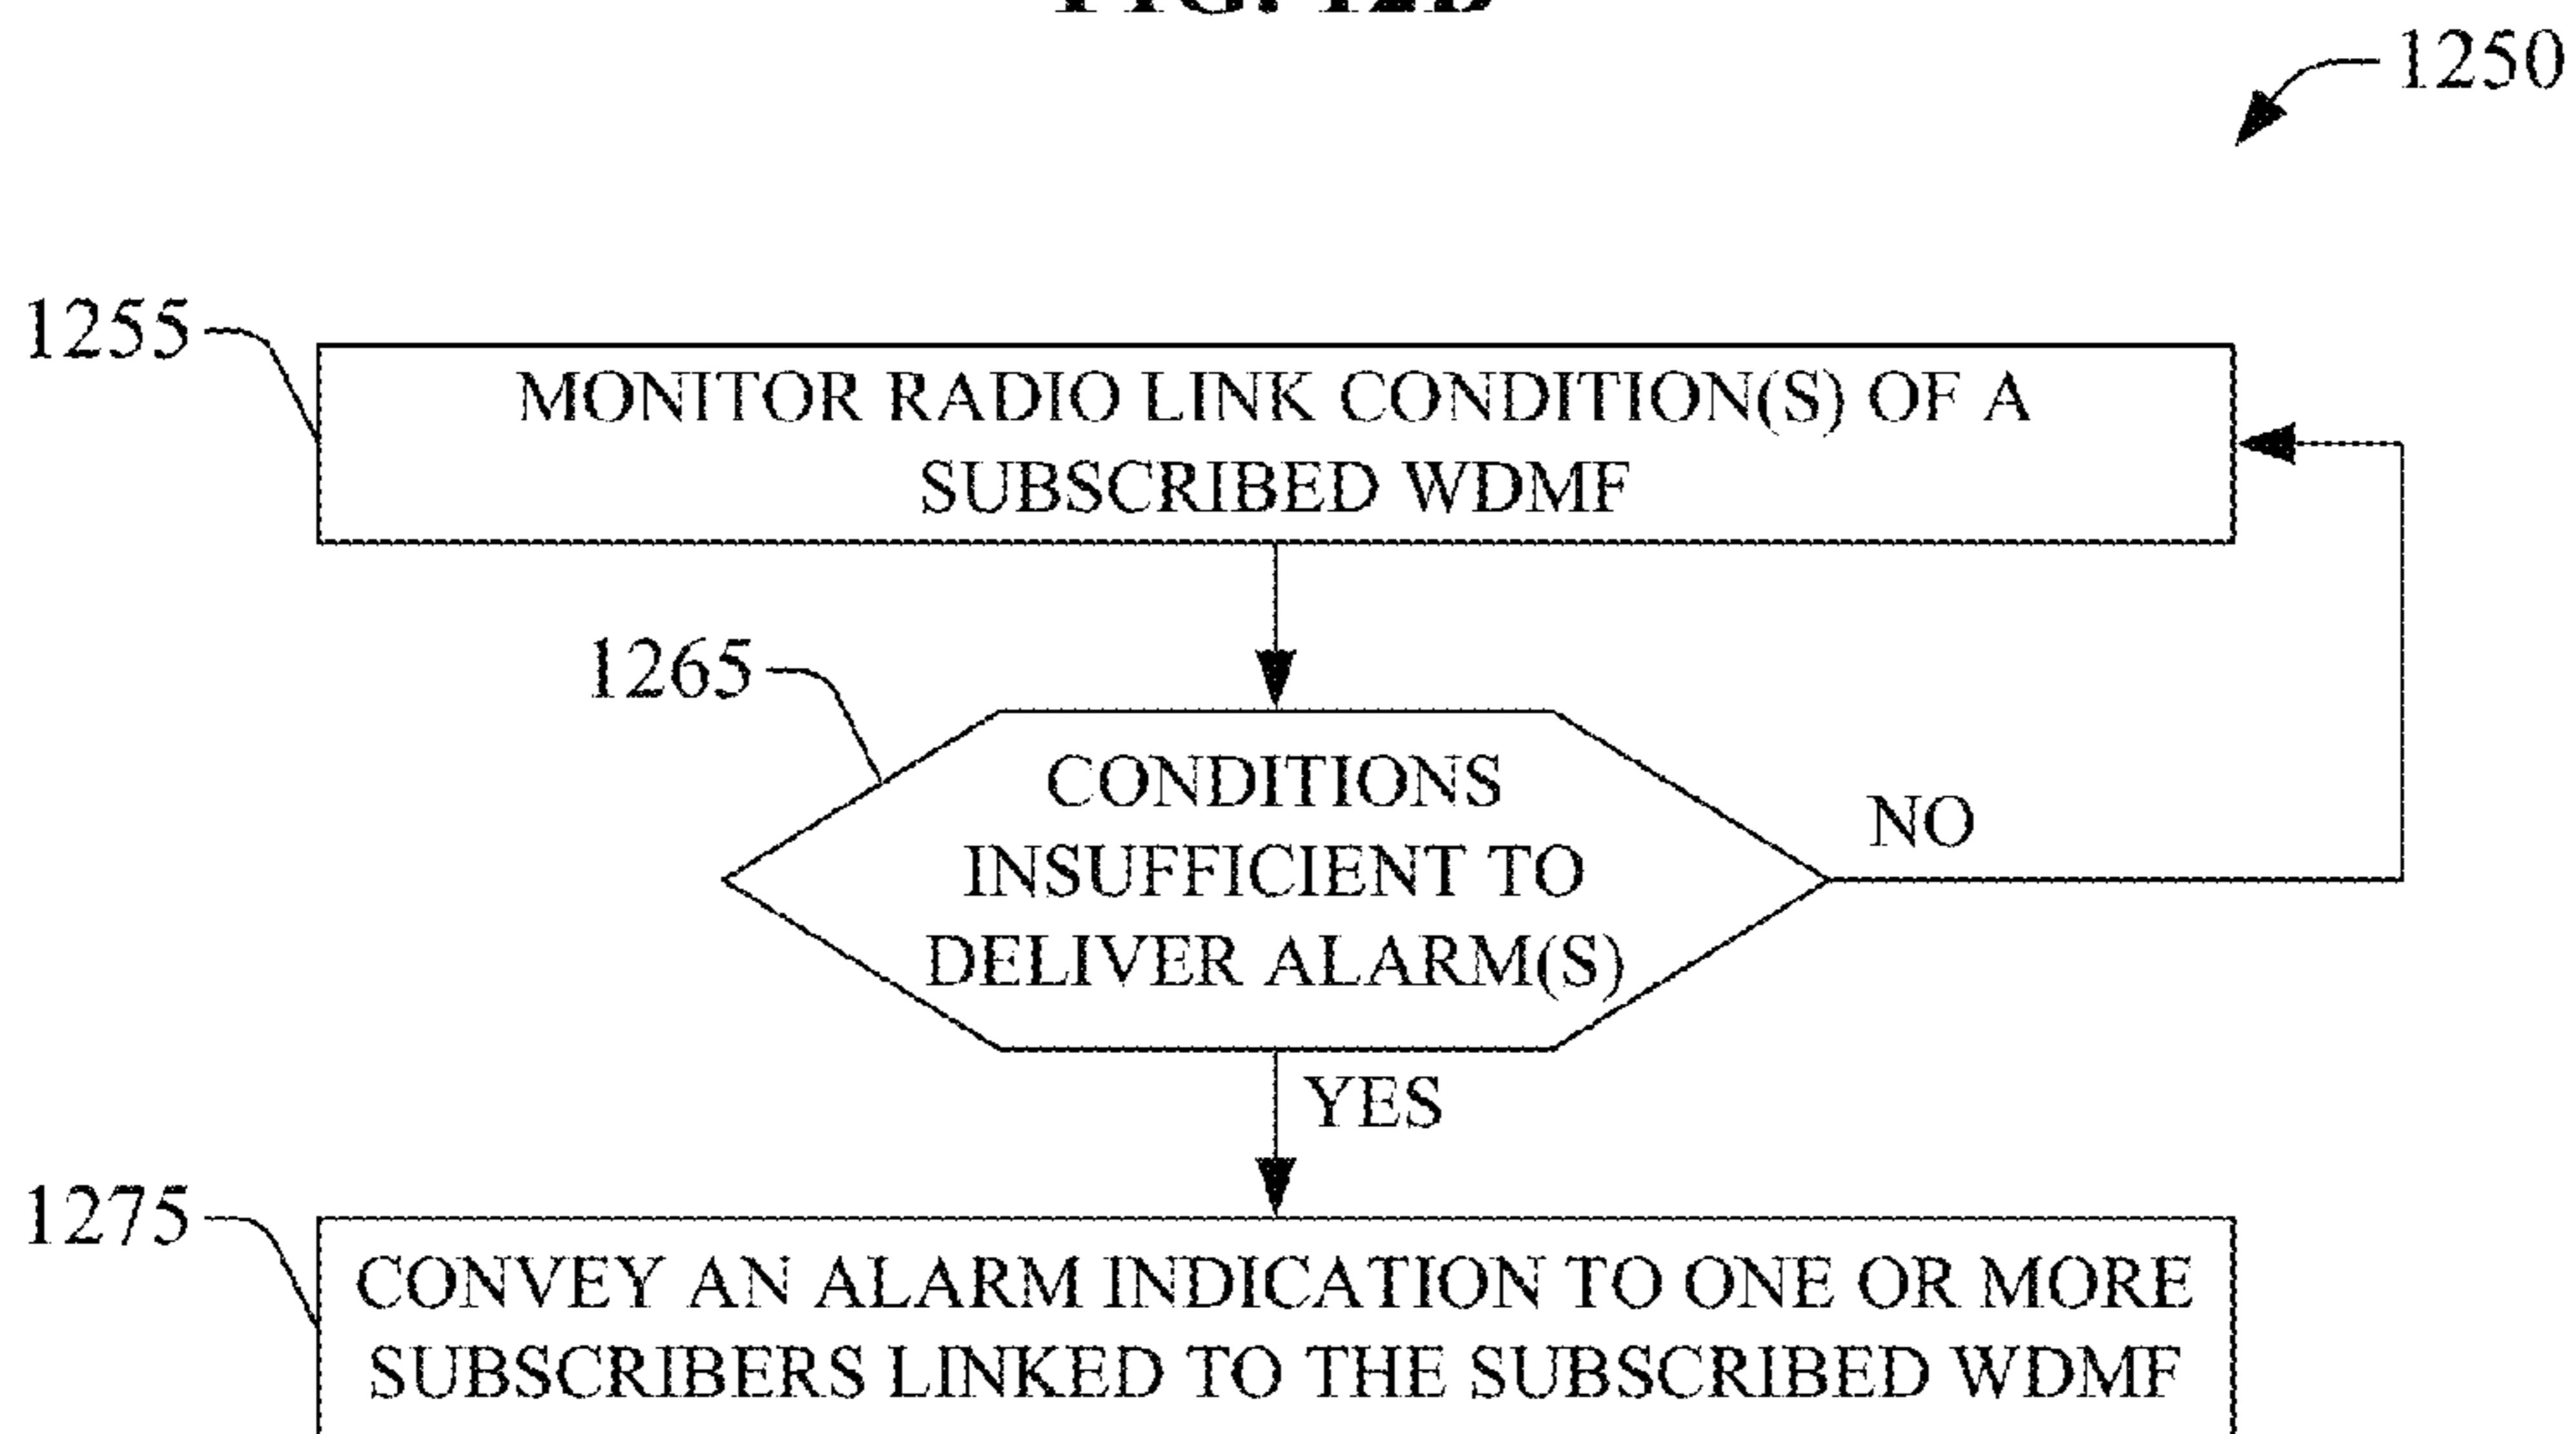 1250
1255
MONITOR RADIO LINK CONDITION(S) OF A
SUBSCRIBED WDMF
1265
CONDITIONS
INSUFFICIENT TO
DELIVER ALARM(S)
NO
YES
1275
CONVEY AN ALARM INDICATION TO ONE OR MORE
SUBSCRIBERS LINKED TO THE SUBSCRIBED WDMF